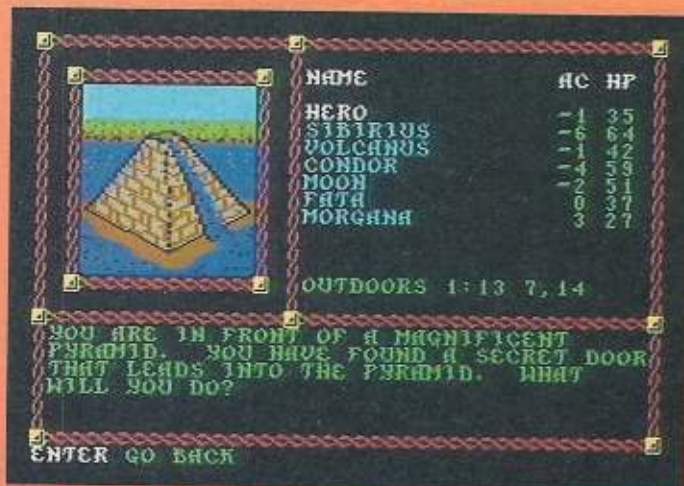 NAME AC HP
HERO -1 35
SIBIRIUS -6 64
VOLCANUS -1 42
CONDOR -4 59
MOON -2 51
FATA 0 37
MORGANA 3 27
OUTDOORS 1:13 7,14
YOU ARE IN FRONT OF A MAGNIFICENT
PYRAMID. YOU HAVE FOUND A SECRET DOOR
THAT LEADS INTO THE PYRAMID. WHAT
WILL YOU DO?
ENTER GO BACK